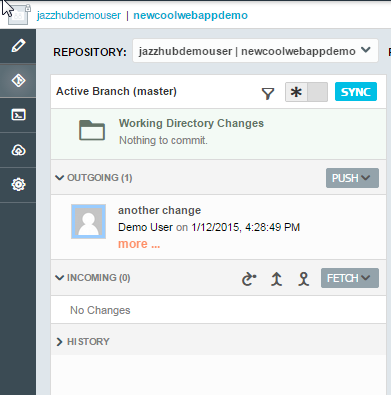 jazzhubdemouser | newcoolwebappdemo
REPOSITORY: jazzhubdemouser | newcoolwebappdemo
Active Branch (master) SYNC
Working Directory Changes
Nothing to commit.
OUTGOING (1) PUSH
another change
Demo User on 1/12/2015, 4:28:49 PM
more ...
INCOMING (0) FETCH
No Changes
HISTORY